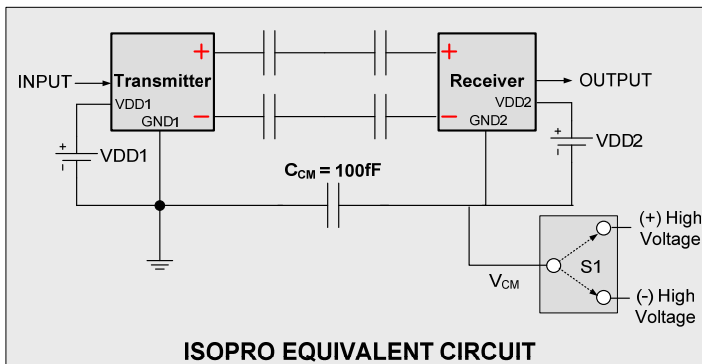 INPUT
Transmitter
+
-
VDD1
GND1
+
-
VDD1
+
-
Receiver
VDD2
GND2
OUTPUT
+
-
VDD2
CCM = 100fF
VCM
S1
(+) High
Voltage
(-) High
Voltage
ISOPRO EQUIVALENT CIRCUIT